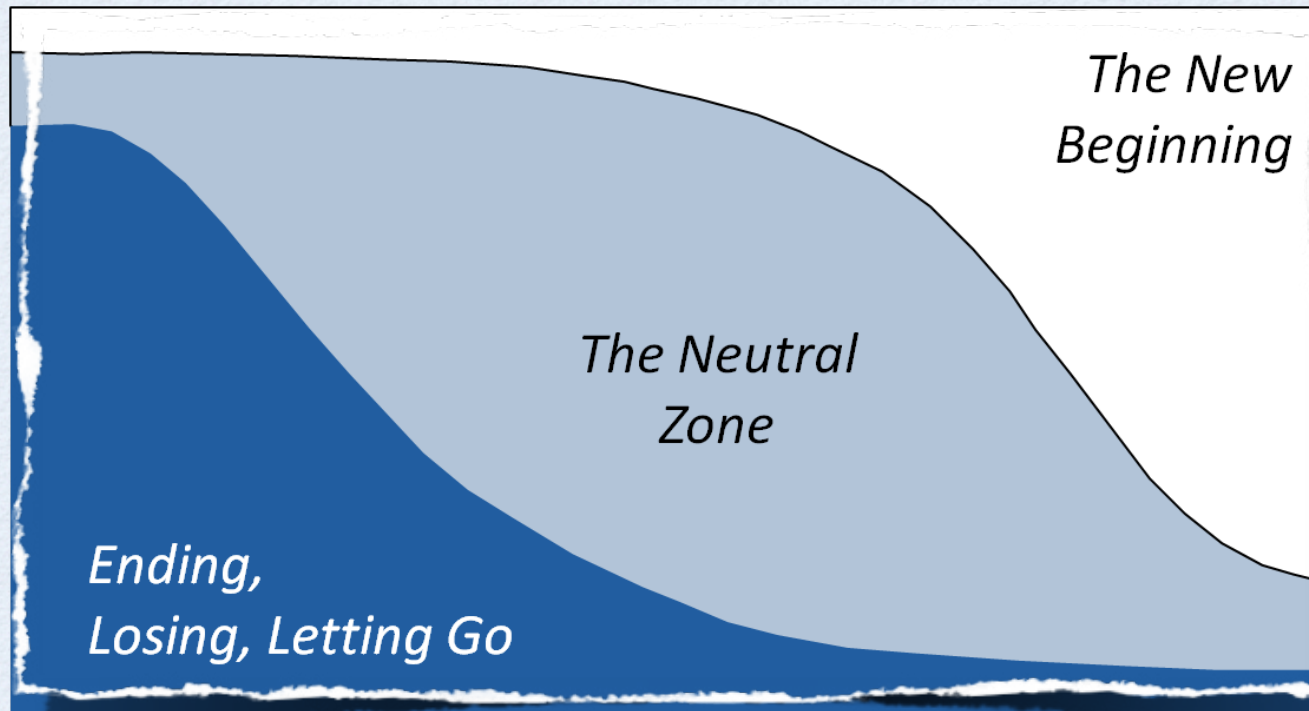 The New
Beginning
The Neutral
Zone
Ending,
Losing, Letting Go